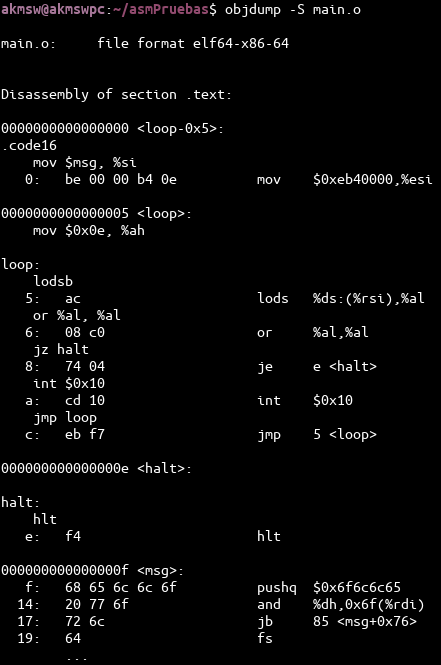 akmsw@akmswpc:~/asmPruebas$ objdump -S main.o
main.o:     file format elf64-x86-64
Disassembly of section .text:
0000000000000000 <loop-0x5>:
.code16
    mov $msg, %si
   0:   be 00 00 b4 0e          mov    $0xeb40000,%esi
0000000000000005 <loop>:
    mov $0x0e, %ah
loop:
    lodsb
   5:   ac                      lods   %ds:(%rsi),%al
    or %al, %al
   6:   08 c0                   or     %al,%al
    jz halt
   8:   74 04                   je     e <halt>
    int $0x10
   a:   cd 10                   int    $0x10
    jmp loop
   c:   eb f7                   jmp    5 <loop>
000000000000000e <halt>:
halt:
    hlt
   e:   f4                      hlt
000000000000000f <msg>:
   f:   68 65 6c 6c 6f          pushq  $0x6f6c6c65
  14:   20 77 6f                and    %dh,0x6f(%rdi)
  17:   72 6c                   jb     85 <msg+0x76>
  19:   64                      fs
        ...